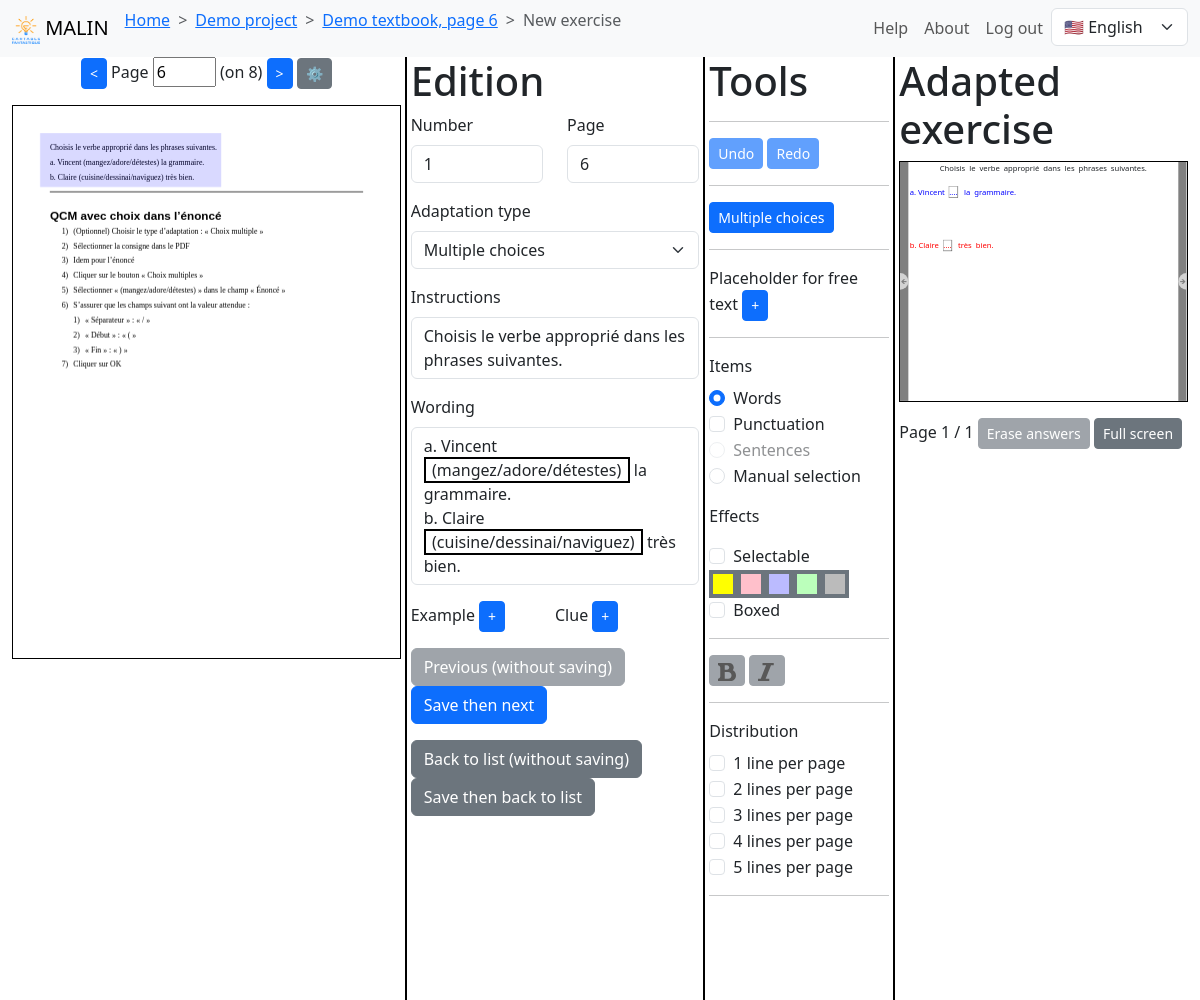 MALIN
Home > Demo project > Demo textbook, page 6 > New exercise
Help About Log out 🇺🇸 English
< Page 6 (on 8) > ⚙️
Choisis le verbe approprié dans les phrases suivantes.
a. Vincent (mangez/adore/détestes) la grammaire.
b. Claire (cuisine/dessinai/naviguez) très bien.
QCM avec choix dans l’énoncé
1) (Optionnel) Choisir le type d’adaptation : « Choix multiple »
2) Sélectionner la consigne dans le PDF
3) Idem pour l’énoncé
4) Cliquer sur le bouton « Choix multiples »
5) Sélectionner « (mangez/adore/détestes) » dans le champ « Énoncé »
6) S’assurer que les champs suivant ont la valeur attendue :
1) « Séparateur » : « / »
2) « Début » : « ( »
3) « Fin » : « ) »
7) Cliquer sur OK
Edition
Number Page
1 6
Adaptation type
Multiple choices
Instructions
Choisis le verbe approprié dans les
phrases suivantes.
Wording
a. Vincent
(mangez/adore/détestes) la
grammaire.
b. Claire
(cuisine/dessinai/naviguez) très
bien.
Example + Clue +
Previous (without saving)
Save then next
Back to list (without saving)
Save then back to list
Tools
Undo Redo
Multiple choices
Placeholder for free
text +
Items
Words
Punctuation
Sentences
Manual selection
Effects
Selectable
Boxed
B I
Distribution
1 line per page
2 lines per page
3 lines per page
4 lines per page
5 lines per page
Adapted
exercise
Choisis le verbe approprié dans les phrases suivantes.
a. Vincent .... la grammaire.
b. Claire .... très bien.
Page 1 / 1 Erase answers Full screen